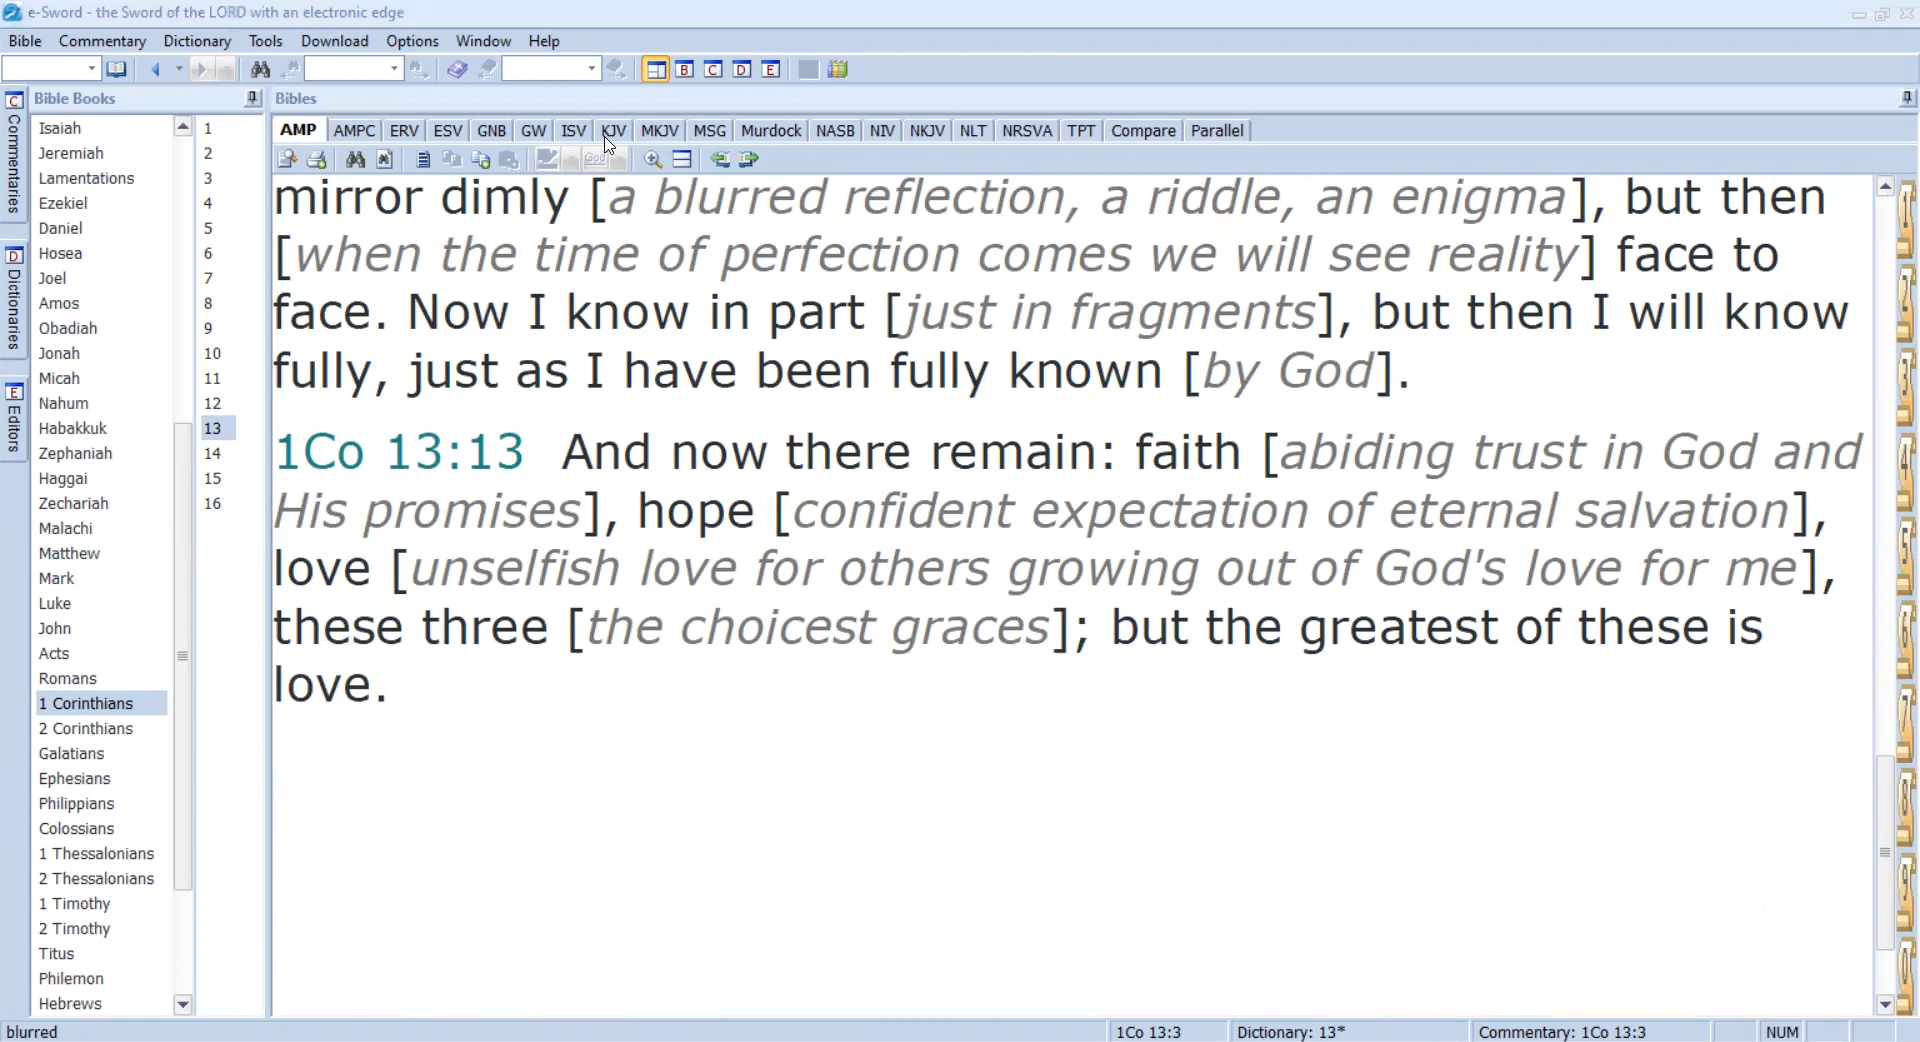 e-Sword - the Sword of the LORD with an electronic edge
Bible Commentary Dictionary Tools Download Options Window Help
B C D E
Bible Books
Bibles
C Commentaries
D Dictionaries
E Editors
Isaiah
Jeremiah
Lamentations
Ezekiel
Daniel
Hosea
Joel
Amos
Obadiah
Jonah
Micah
Nahum
Habakkuk
Zephaniah
Haggai
Zechariah
Malachi
Matthew
Mark
Luke
John
Acts
Romans
1 Corinthians
2 Corinthians
Galatians
Ephesians
Philippians
Colossians
1 Thessalonians
2 Thessalonians
1 Timothy
2 Timothy
Titus
Philemon
Hebrews
1
2
3
4
5
6
7
8
9
10
11
12
13
14
15
16
AMP AMPC ERV ESV GNB GW ISV KJV MKJV MSG Murdock NASB NIV NKJV NLT NRSVA TPT Compare Parallel
God
mirror dimly [a blurred reflection, a riddle, an enigma], but then
[when the time of perfection comes we will see reality] face to
face. Now I know in part [just in fragments], but then I will know
fully, just as I have been fully known [by God].
1Co 13:13 And now there remain: faith [abiding trust in God and
His promises], hope [confident expectation of eternal salvation],
love [unselfish love for others growing out of God's love for me],
these three [the choicest graces]; but the greatest of these is
love.
blurred
1Co 13:3
Dictionary: 13*
Commentary: 1Co 13:3
NUM